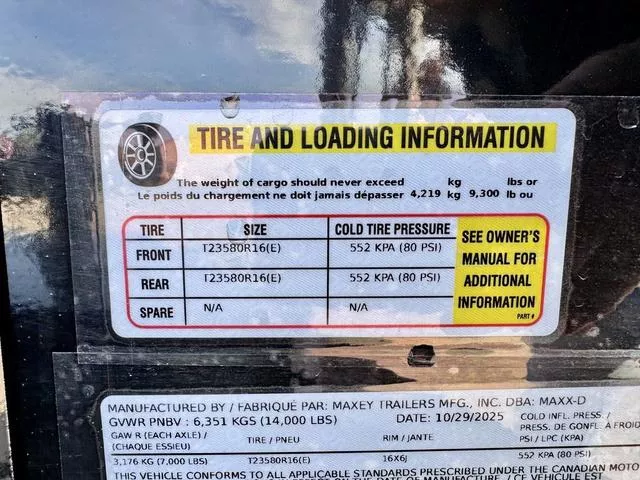 TIRE AND LOADING INFORMATION
The weight of cargo should never exceed kg lbs or
Le poids du chargement ne doit jamais dépasser 4,219 kg 9,300 lb ou
TIRE SIZE COLD TIRE PRESSURE
FRONT T23580R16(E) 552 KPA (80 PSI)
REAR T23580R16(E) 552 KPA (80 PSI)
SPARE N/A N/A
SEE OWNER'S
MANUAL FOR
ADDITIONAL
INFORMATION
PART #
MANUFACTURED BY / FABRIQUÉ PAR: MAXEY TRAILERS MFG., INC. DBA: MAXX-D
GVWR PNBV : 6,351 KGS (14,000 LBS) DATE: 10/29/2025 COLD INFL. PRESS. /
PRESS. DE GONFL. À FROID
GAW R (EACH AXLE) / TIRE / PNEU RIM / JANTE PSI / LPC (KPA)
(CHAQUE ESSIEU)
3,176 KG (7,000 LBS) T23580R16(E) 16X6J 552 KPA (80 PSI)
THIS VEHICLE CONFORMS TO ALL APPLICABLE STANDARDS PRESCRIBED UNDER THE CANADIAN MOTO